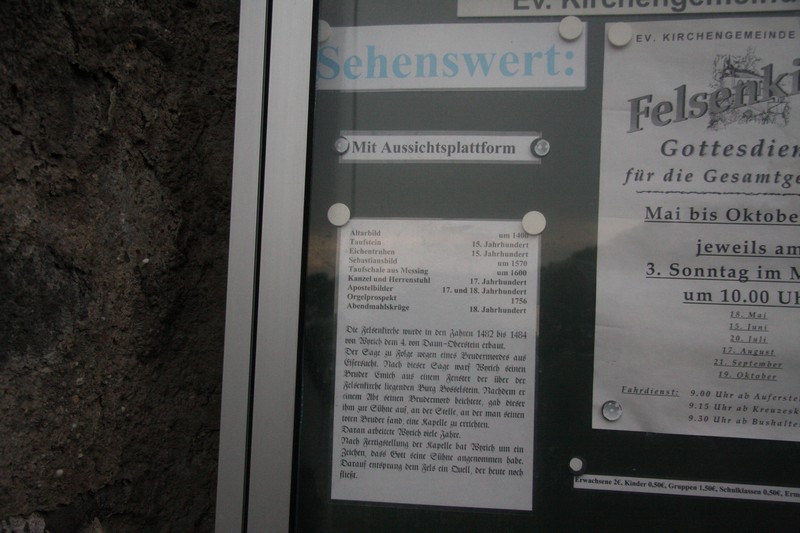 Ev. Kirchengemeind
Sehenswert:
Mit Aussichtsplattform
Altarbild um 1400
Taufstein 15. Jahrhundert
Eichentruhen 15. Jahrhundert
Sebastiansbild um 1570
Taufschale aus Messing um 1600
Kanzel und Herrenstuhl 17. Jahrhundert
Apostelbilder 17. und 18. Jahrhundert
Orgelprospekt 1756
Abendmahlskrüge 18. Jahrhundert
Die Felsenkirche wurde in den Jahren 1482 bis 1484
von Wyrich dem 4. von Daun-Oberstein erbaut.
Der Sage zu Folge wegen eines Brudermordes aus
Eifersucht. Nach dieser Sage warf Wyrich seinen
Bruder Emich aus einem Fenster der über der
Felsenkirche liegenden Burg Bosselstein. Nachdem er
einem Abt seinen Brudermord beichtete, gab dieser
ihm zur Sühne auf, an der Stelle, an der man seinen
toten Bruder fand, eine Kapelle zu errichten.
Daran arbeitete Wyrich viele Jahre.
Nach Fertigstellung der Kapelle bat Wyrich um ein
Zeichen, dass Gott seine Sühne angenommen habe.
Darauf entsprang dem Fels ein Quell, der heute noch
fließt.
EV. KIRCHENGEMEINDE
Felsenki
Gottesdien
für die Gesamtge
Mai bis Oktobe
jeweils am
3. Sonntag im M
um 10.00 Uh
18. Mai
15. Juni
20. Juli
17. August
21. September
19. Oktober
Fahrdienst: 9.00 Uhr ab Auferste
9.15 Uhr ab Kreuzesk
9.30 Uhr ab Bushalte
Erwachsene 2€, Kinder 0,50€, Gruppen 1,50€, Schulklassen 0,50€, Erm